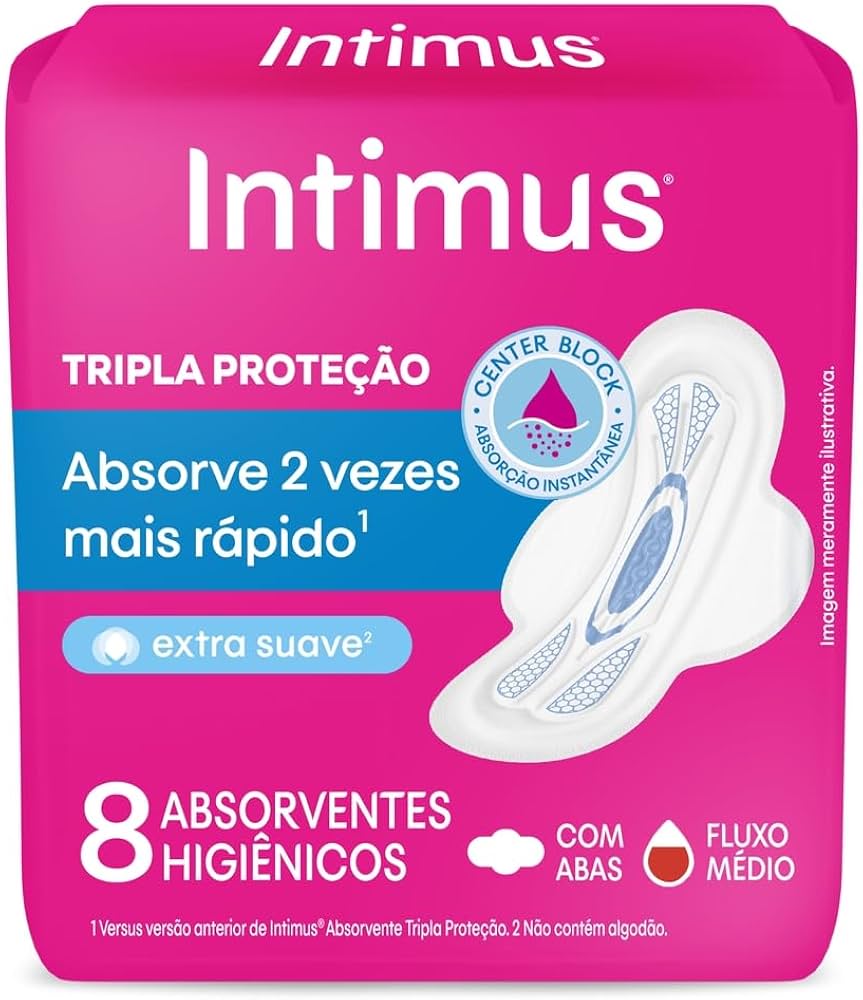 Intimus
Intimus®
TRIPLA PROTEÇÃO
CENTER BLOCK
ABSORÇÃO INSTANTÂNEA
Absorve 2 vezes
mais rápido¹
extra suave²
Imagem meramente ilustrativa.
8 ABSORVENTES
HIGIÊNICOS
COM
ABAS
FLUXO
MÉDIO
1 Versus versão anterior de Intimus® Absorvente Tripla Proteção. 2 Não contém algodão.